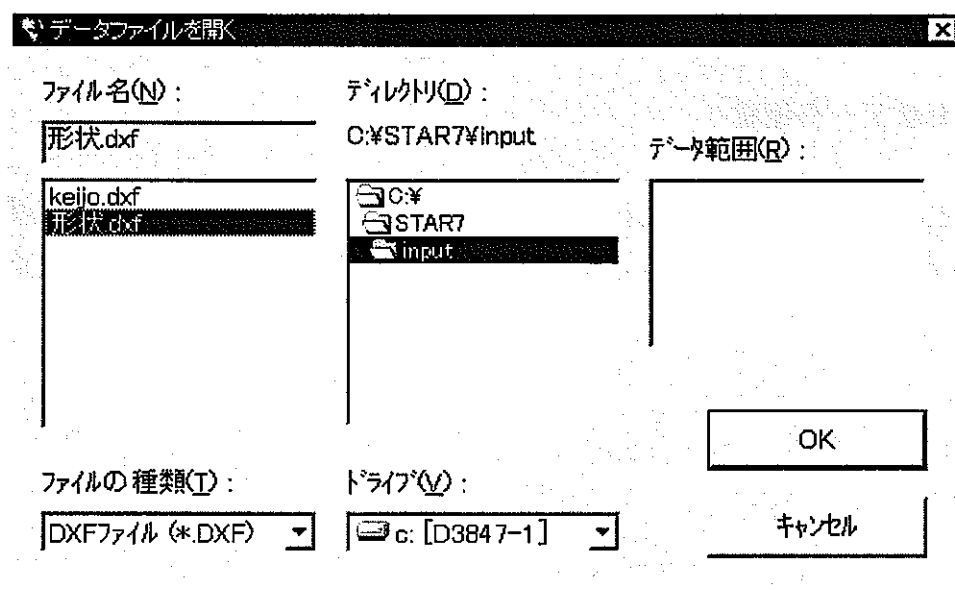 データファイルを開く
ファイル名(N) :
形状.dxf
keijo.dxf
形状.dxf
ディレクトリ(D) :
C:¥STAR7¥input
C:¥
STAR7
input
データ範囲(R) :
OK
キャンセル
ファイルの種類(T) :
DXFファイル (*.DXF)
ドライブ(V) :
c: [D3847-1]